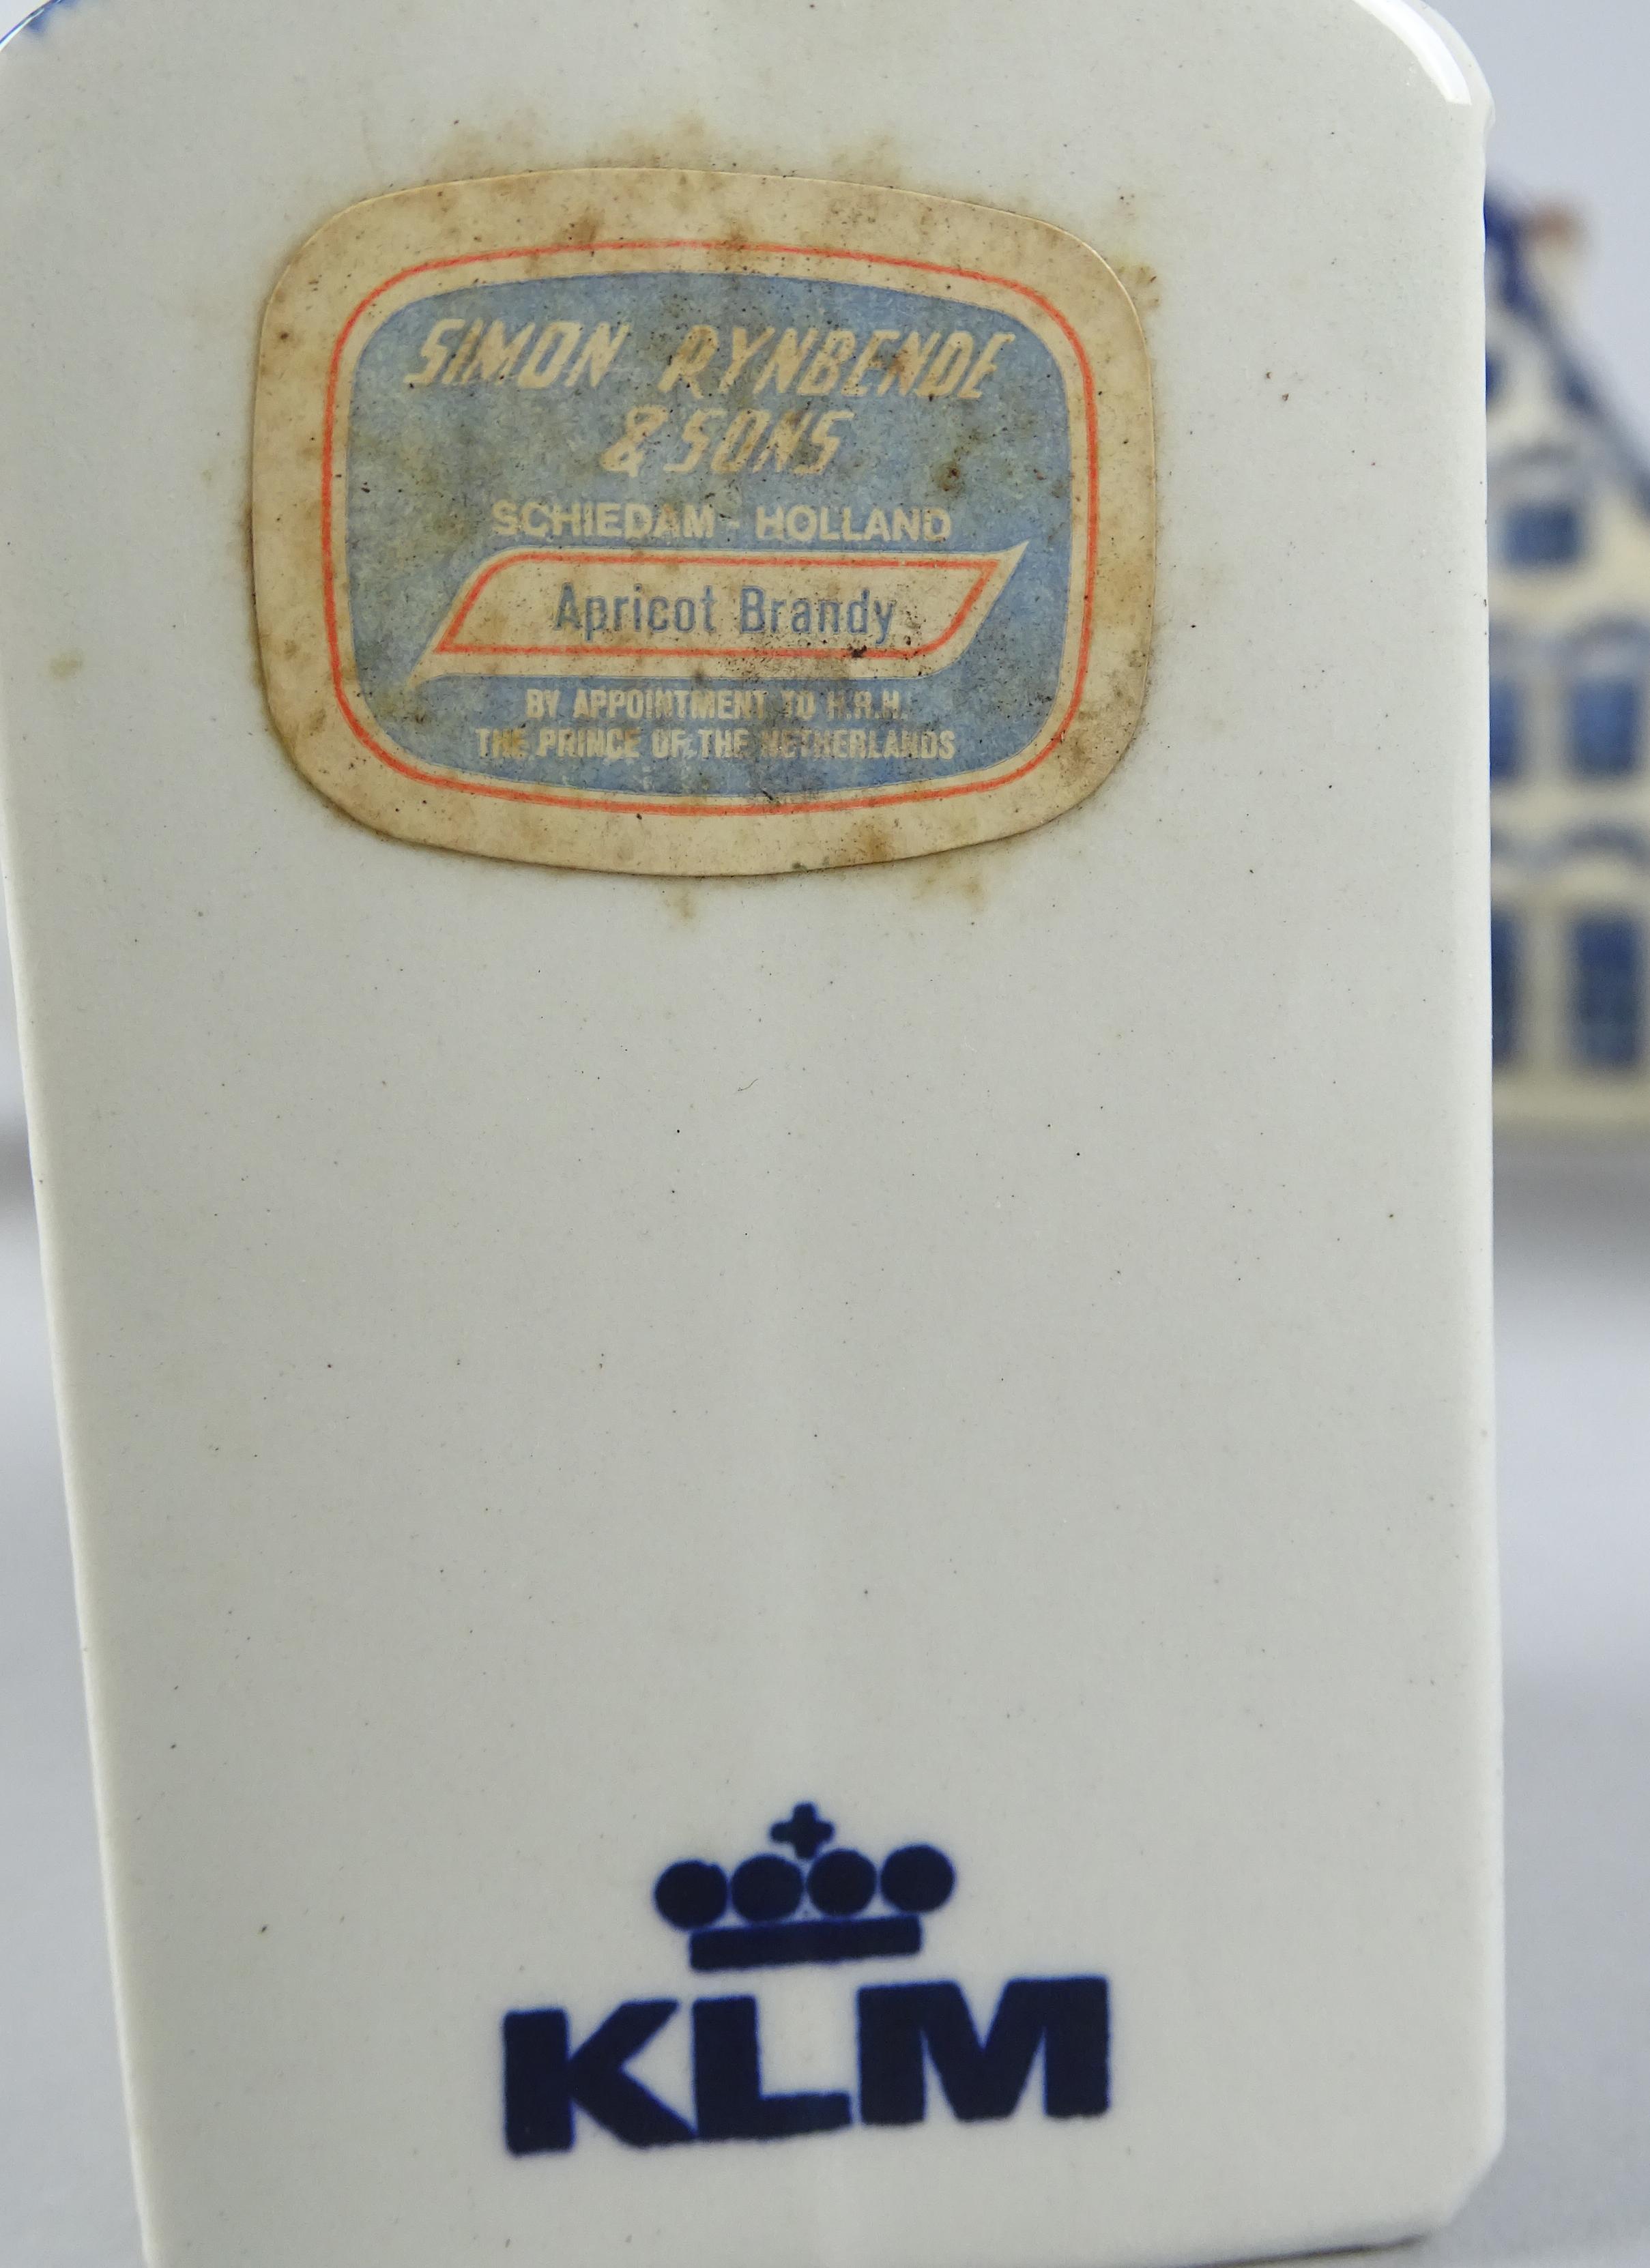 SIMON RYNBENDE
& SONS
SCHIEDAM - HOLLAND
Apricot Brandy
BY APPOINTMENT TO H.R.H.
THE PRINCE OF THE NETHERLANDS
KLM